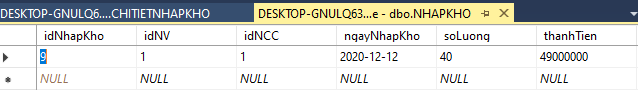 DESKTOP-GNULQ6....CHITIETNHAPKHO DESKTOP-GNULQ63...e - dbo.NHAPKHO
idNhapKho idNV idNCC ngayNhapKho soLuong thanhTien
9 1 1 2020-12-12 40 49000000
NULL NULL NULL NULL NULL NULL